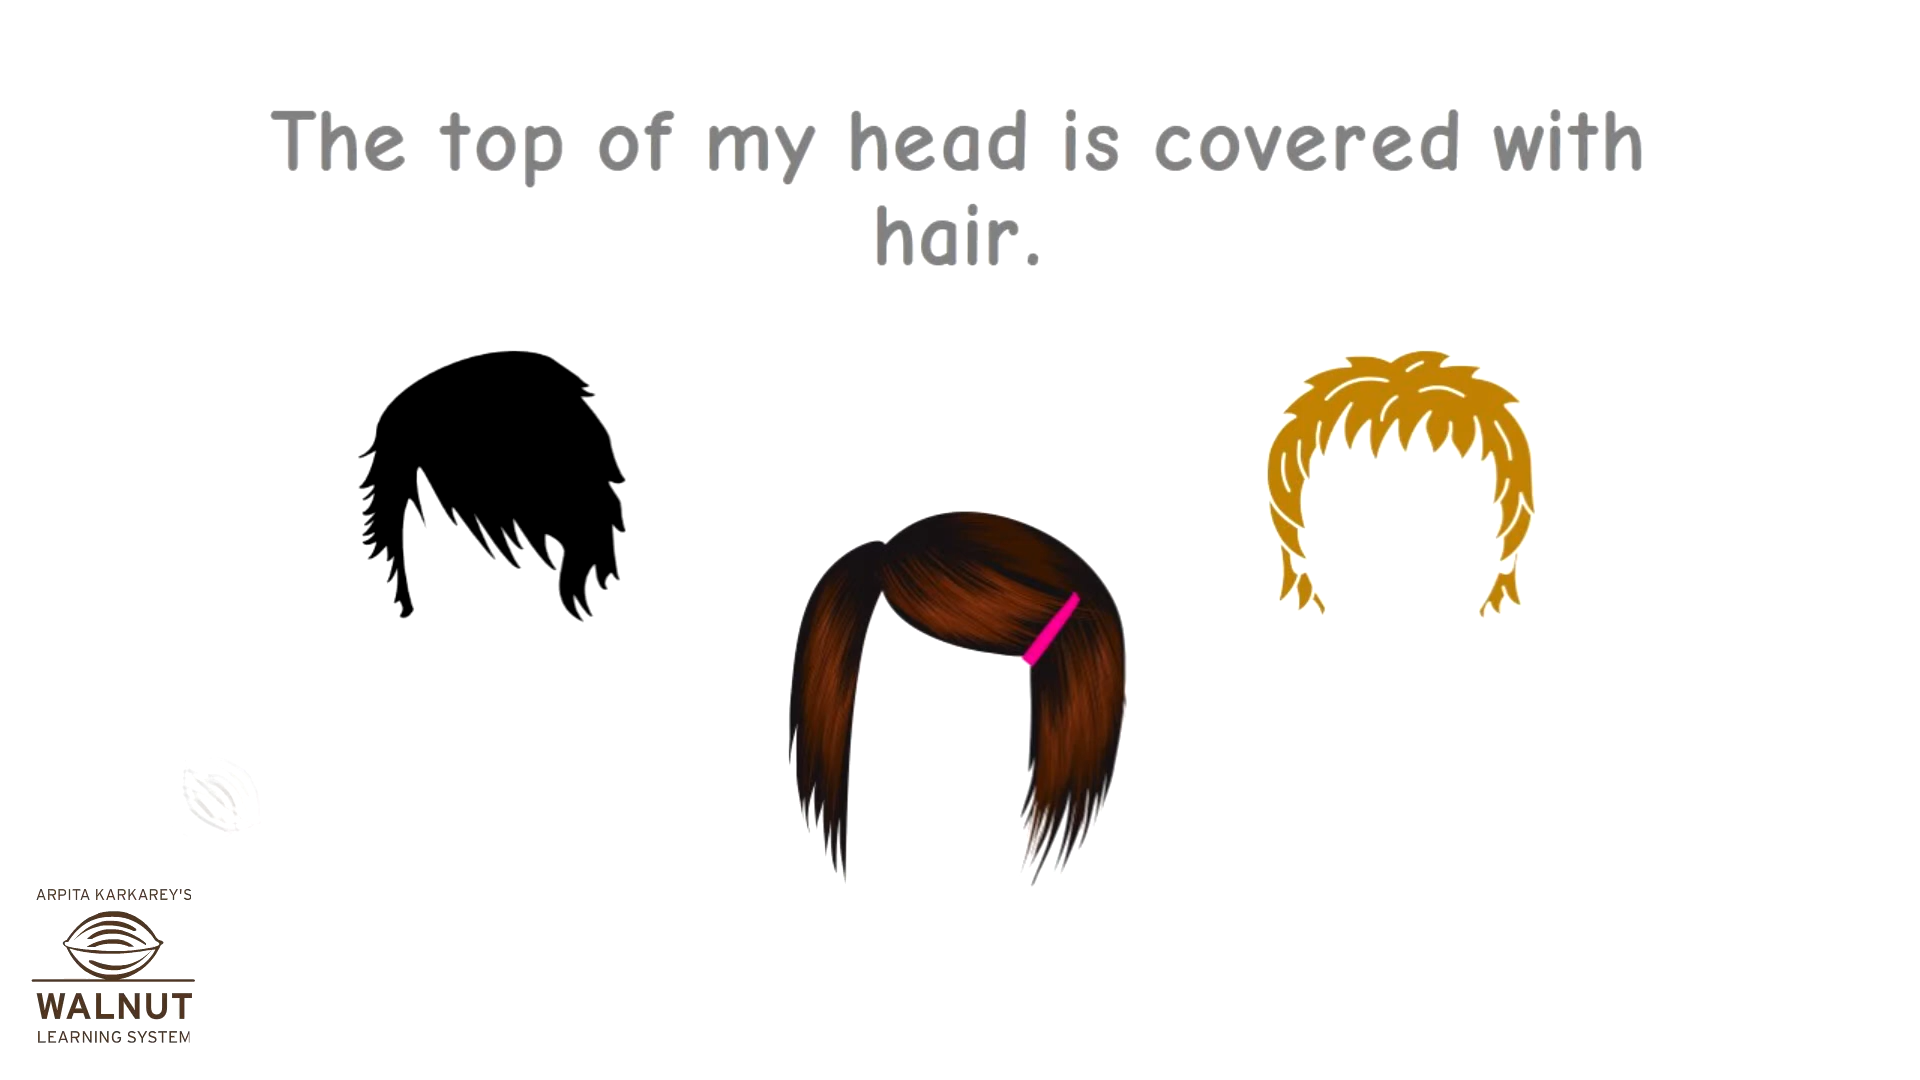 The top of my head is covered with
hair.
ARPITA KARKAREY'S
WALNUT
LEARNING SYSTEM